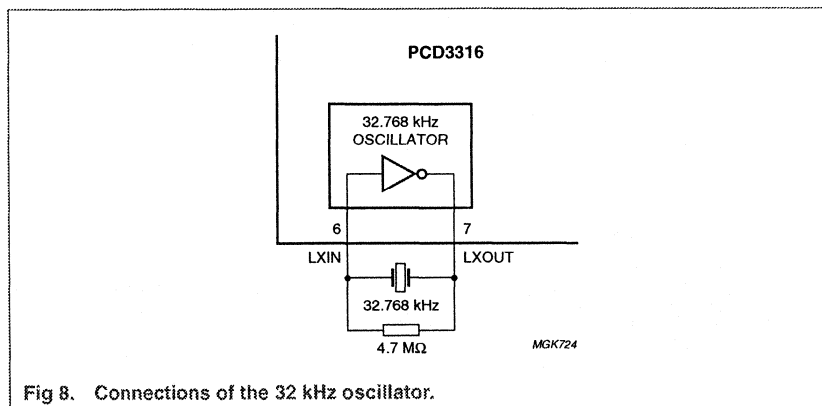 PCD3316
32.768 kHz
OSCILLATOR
6 7
LXIN LXOUT
32.768 kHz
4.7 MΩ
MGK724
Fig 8. Connections of the 32 kHz oscillator.